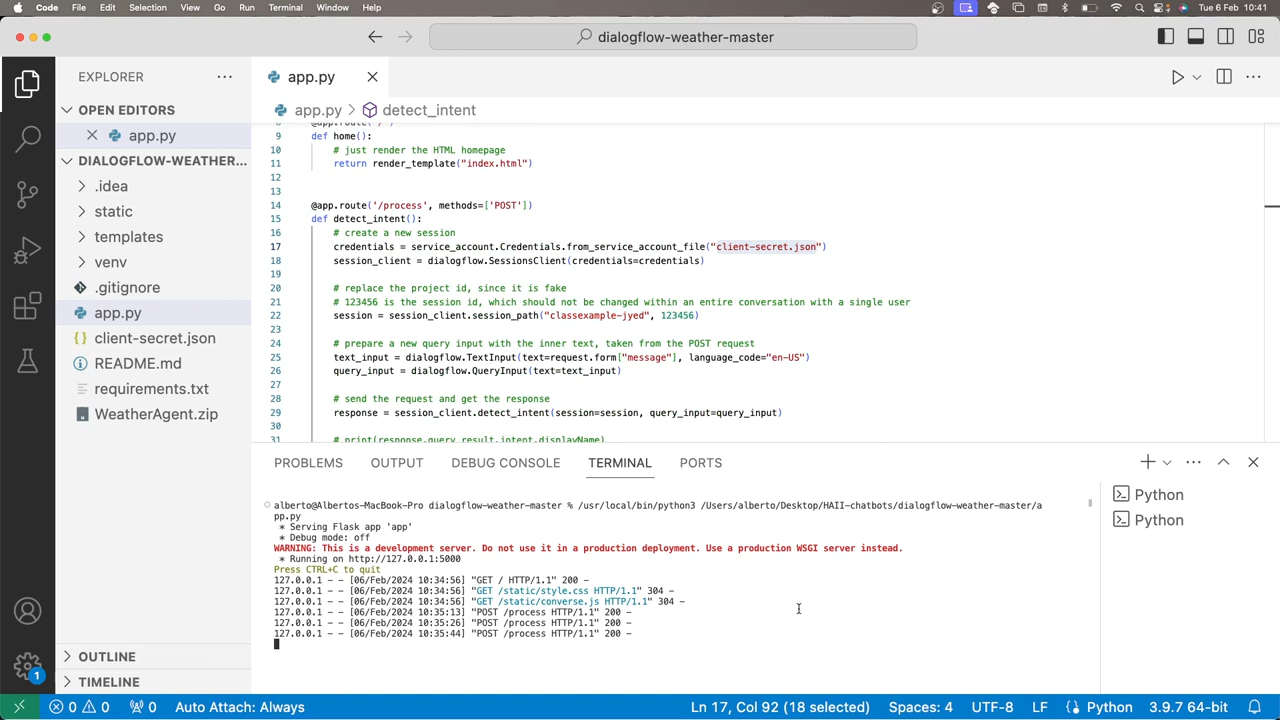 Code File Edit Selection View Go Run Terminal Window Help Tue 6 Feb 10:41
dialogflow-weather-master
EXPLORER
app.py
OPEN EDITORS
app.py > detect_intent
app.py
DIALOGFLOW-WEATHER...
.idea
static
templates
venv
.gitignore
app.py
client-secret.json
README.md
requirements.txt
WeatherAgent.zip
OUTLINE
TIMELINE
8 @app.route('/')
9 def home():
10 # just render the HTML homepage
11 return render_template("index.html")
12
13
14 @app.route('/process', methods=['POST'])
15 def detect_intent():
16 # create a new session
17 credentials = service_account.Credentials.from_service_account_file("client-secret.json")
18 session_client = dialogflow.SessionsClient(credentials=credentials)
19
20 # replace the project id, since it is fake
21 # 123456 is the session id, which should not be changed within an entire conversation with a single user
22 session = session_client.session_path("classexample-jyed", 123456)
23
24 # prepare a new query input with the inner text, taken from the POST request
25 text_input = dialogflow.TextInput(text=request.form["message"], language_code="en-US")
26 query_input = dialogflow.QueryInput(text=text_input)
27
28 # send the request and get the response
29 response = session_client.detect_intent(session=session, query_input=query_input)
30
31 # print(response.query_result.intent.displayName)
PROBLEMS OUTPUT DEBUG CONSOLE TERMINAL PORTS
alberto@Albertos-MacBook-Pro dialogflow-weather-master % /usr/local/bin/python3 /Users/alberto/Desktop/HAII-chatbots/dialogflow-weather-master/a
pp.py
* Serving Flask app 'app'
* Debug mode: off
WARNING: This is a development server. Do not use it in a production deployment. Use a production WSGI server instead.
* Running on http://127.0.0.1:5000
Press CTRL+C to quit
127.0.0.1 - - [06/Feb/2024 10:34:56] "GET / HTTP/1.1" 200 -
127.0.0.1 - - [06/Feb/2024 10:34:56] "GET /static/style.css HTTP/1.1" 304 -
127.0.0.1 - - [06/Feb/2024 10:34:56] "GET /static/converse.js HTTP/1.1" 304 -
127.0.0.1 - - [06/Feb/2024 10:35:13] "POST /process HTTP/1.1" 200 -
127.0.0.1 - - [06/Feb/2024 10:35:26] "POST /process HTTP/1.1" 200 -
127.0.0.1 - - [06/Feb/2024 10:35:44] "POST /process HTTP/1.1" 200 -
Python
Python
1
0 0 0 Auto Attach: Always Ln 17, Col 92 (18 selected) Spaces: 4 UTF-8 LF Python 3.9.7 64-bit